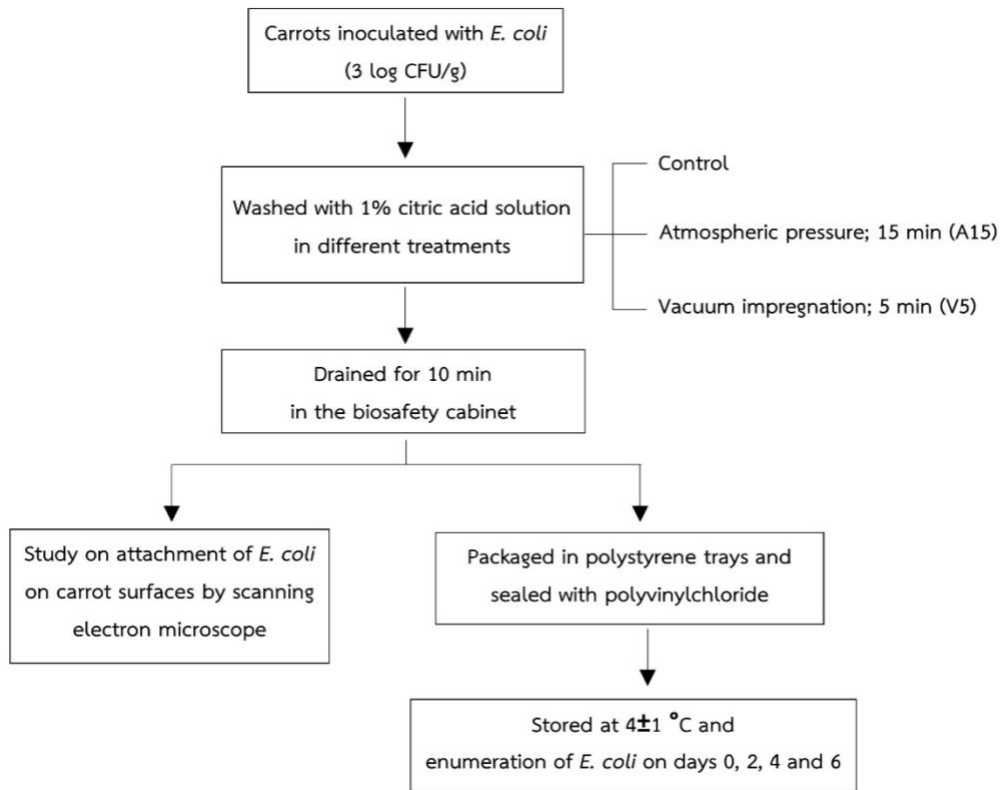 Carrots inoculated with E. coli
(3 log CFU/g)
Washed with 1% citric acid solution
in different treatments
Control
Atmospheric pressure; 15 min (A15)
Vacuum impregnation; 5 min (V5)
Drained for 10 min
in the biosafety cabinet
Study on attachment of E. coli
on carrot surfaces by scanning
electron microscope
Packaged in polystyrene trays and
sealed with polyvinylchloride
Stored at 4±1 °C and
enumeration of E. coli on days 0, 2, 4 and 6